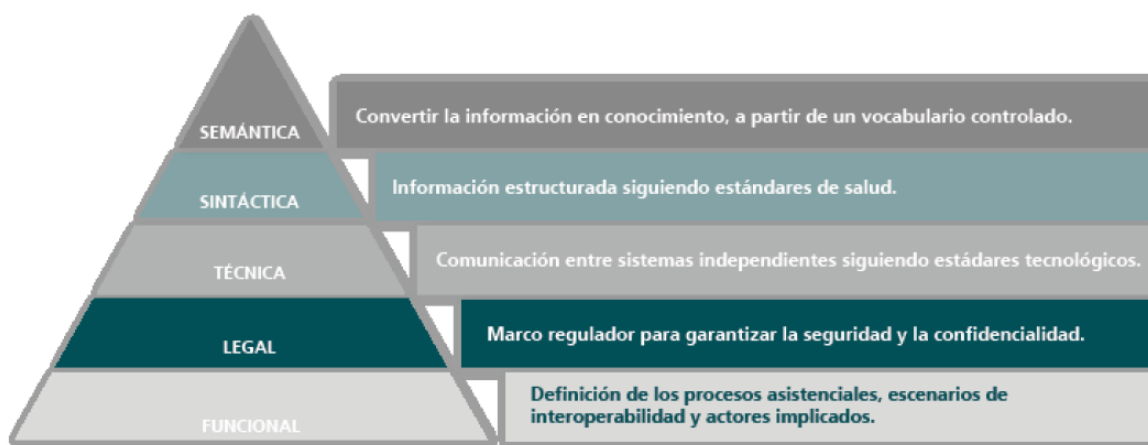 SEMÁNTICA
Convertir la información en conocimiento, a partir de un vocabulario controlado.
SINTÁCTICA
Información estructurada siguiendo estándares de salud.
TÉCNICA
Comunicación entre sistemas independientes siguiendo estádares tecnológicos.
LEGAL
Marco regulador para garantizar la seguridad y la confidencialidad.
FUNCIONAL
Definición de los procesos asistenciales, escenarios de
interoperabilidad y actores implicados.